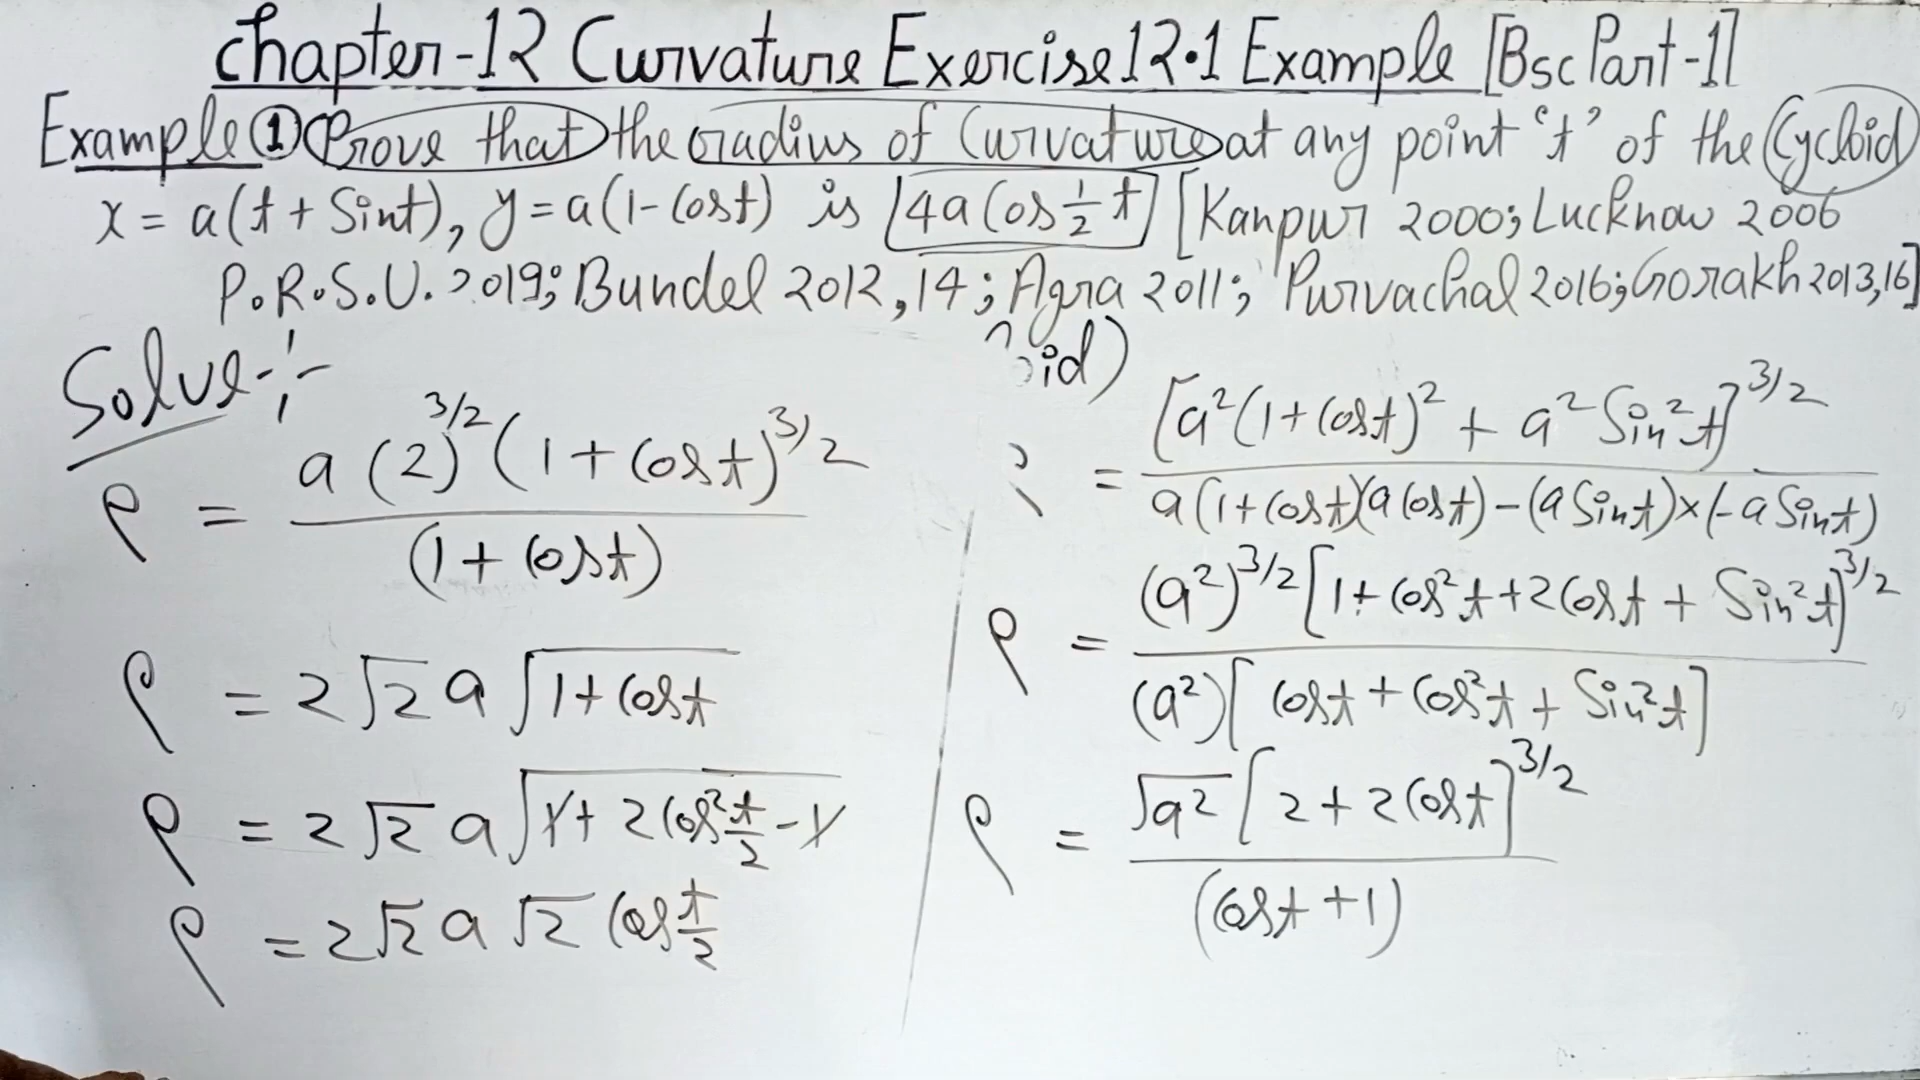 Chapter-12 Curvature Exercise 12.1 Example [Bsc Part-1]
Example ① Prove that the radius of Curvature at any point 't' of the Cycloid
x = a(t + Sint), y = a(1-Cost) is 4a Cos 1/2 t [Kanpur 2000; Lucknow 2006
P.R.S.U. 2019; Bundel 2012, 14; Agra 2011; Purvachal 2016; Gorakh 2013, 16]
Solve:-
ρ = a (2)^3/2 (1 + Cost)^3/2 / (1 + Cost)
ρ = 2√2 a √(1 + Cost)
ρ = 2√2 a √(1 + 2Cos² t/2 - 1)
ρ = 2√2 a √2 Cos t/2
oid)
= [a²(1+Cost)² + a² Sin²t]^3/2 / a(1+Cost)(a Cost) - (a Sint)×(-a Sint)
ρ = (a²)^3/2 [1 + Cos²t + 2Cost + Sin²t]^3/2 / (a²)[Cost + Cos²t + Sin²t]
ρ = √a² [2 + 2Cost]^3/2 / (Cost + 1)